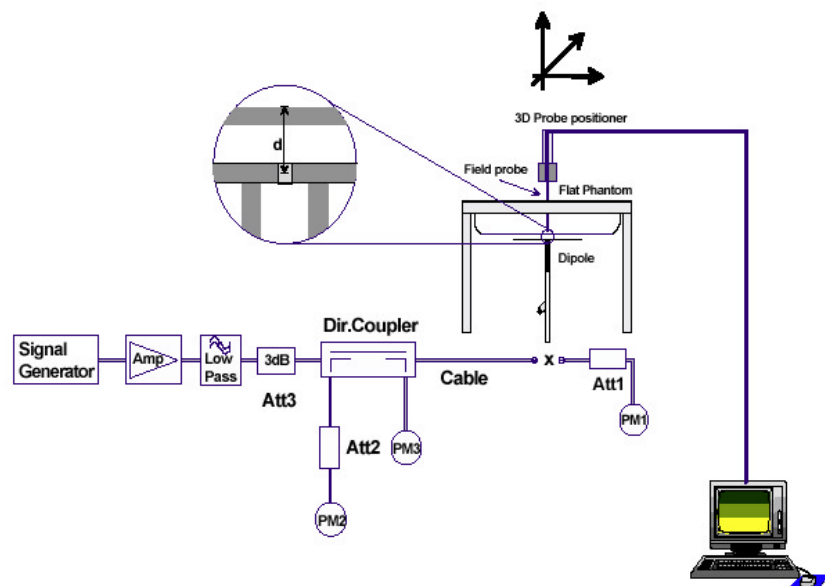 3D Probe positioner
d
Field probe
Flat Phantom
Dipole
Dir.Coupler
Signal
Generator
Amp
Low
Pass
3dB
Cable
x
Att3
Att1
PM1
Att2
PM3
PM2